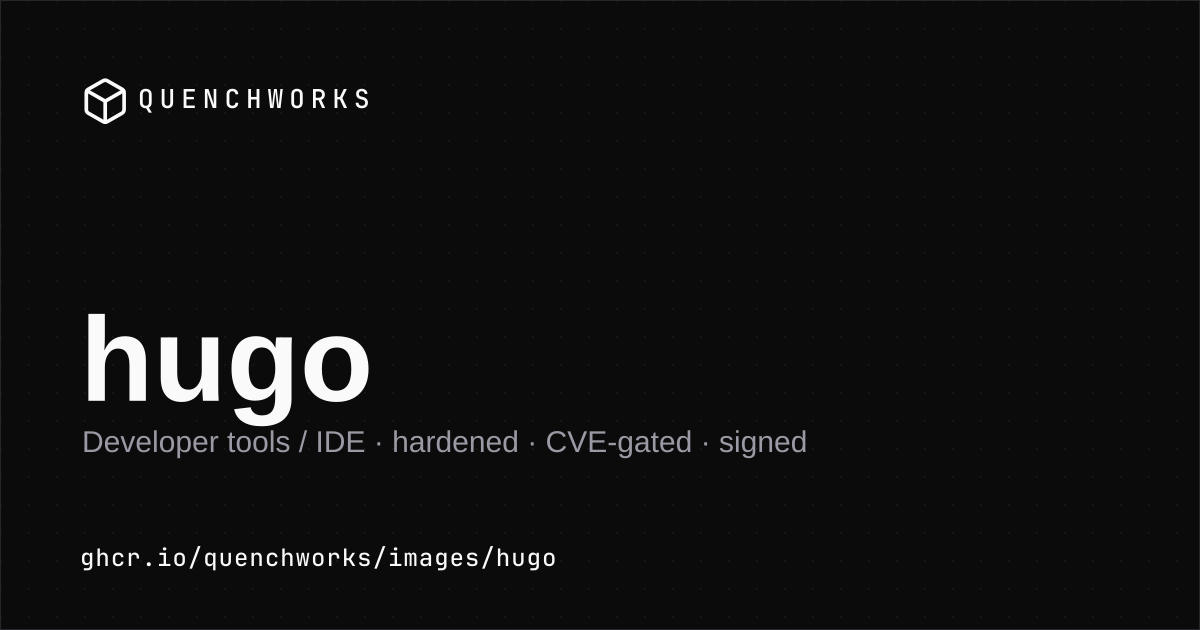 QUENCHWORKS
hugo
Developer tools / IDE · hardened · CVE-gated · signed
ghcr.io/quenchworks/images/hugo